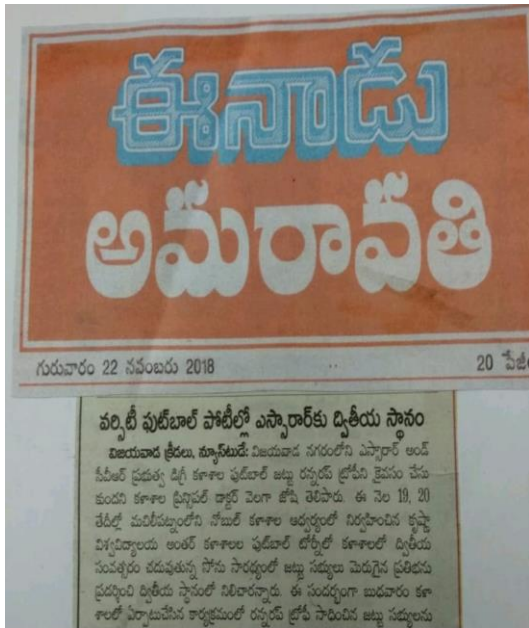 ఈనాడు
అమరావతి
గురువారం 22 నవంబరు 2018
20 పేజీ
వర్సిటీ ఫుట్‌బాల్ పోటీల్లో ఎస్సారార్‌కు ద్వితీయ స్థానం
విజయవాడ క్రీడలు, న్యూస్‌టుడే: విజయవాడ నగరంలోని ఎస్సారార్ అండ్
సీవీఆర్ ప్రభుత్వ డిగ్రీ కళాశాల ఫుట్‌బాల్ జట్టు రన్నరప్ ట్రోఫీని కైవసం చేసు
కుందని కళాశాల ప్రిన్సిపల్ డాక్టర్ వెలగా జోషి తెలిపారు. ఈ నెల 19, 20
తేదీల్లో మచిలీపట్నంలోని నోబుల్ కళాశాల ఆధ్వర్యంలో నిర్వహించిన కృష్ణా
విశ్వవిద్యాలయ అంతర్ కళాశాలల ఫుట్‌బాల్ టోర్నీలో కళాశాలలో ద్వితీయ
సంవత్సరం చదువుతున్న సోను సారథ్యంలో జట్టు సభ్యులు మెరుగైన ప్రతిభను
ప్రదర్శించి ద్వితీయ స్థానంలో నిలిచారన్నారు. ఈ సందర్భంగా బుధవారం కళా
శాలలో ఏర్పాటుచేసిన కార్యక్రమంలో రన్నరప్ ట్రోఫీ సాధించిన జట్టు సభ్యులను